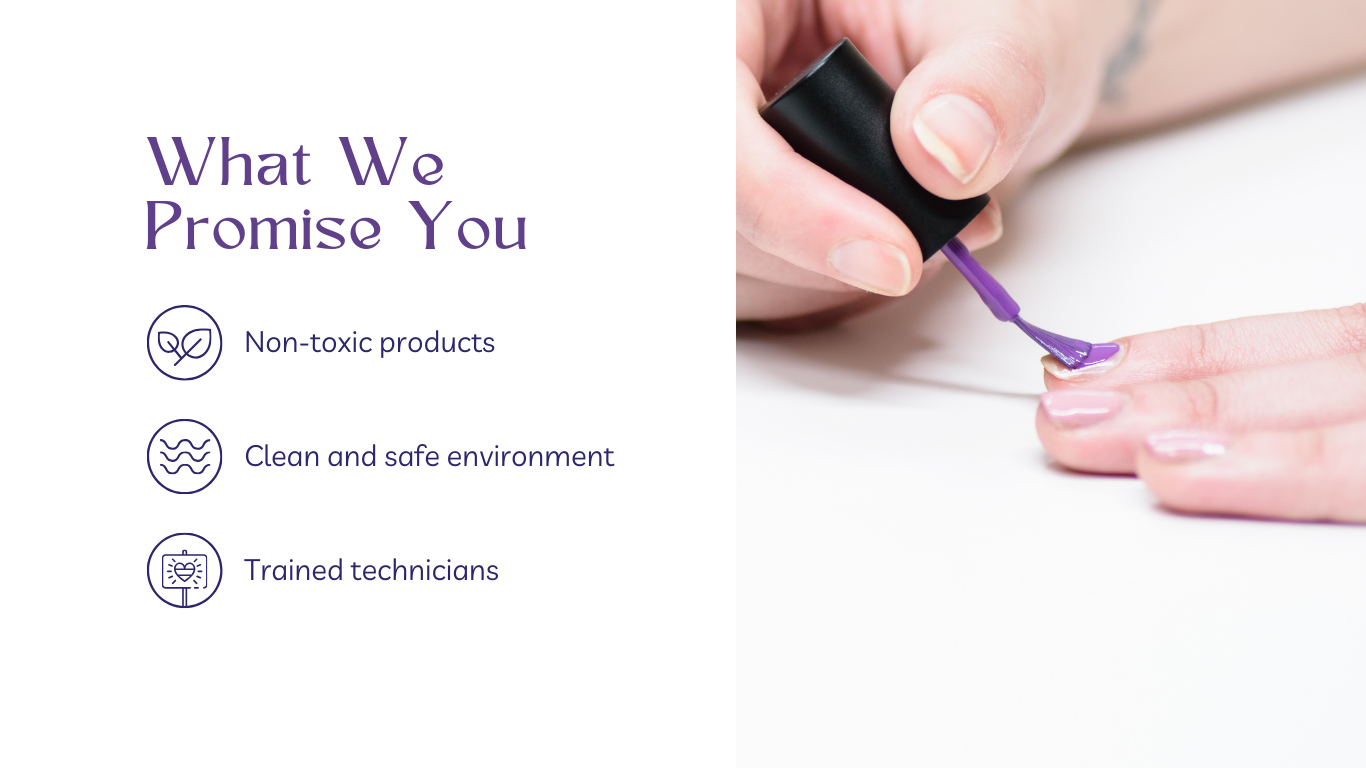 What We
Promise You
Non-toxic products
Clean and safe environment
Trained technicians